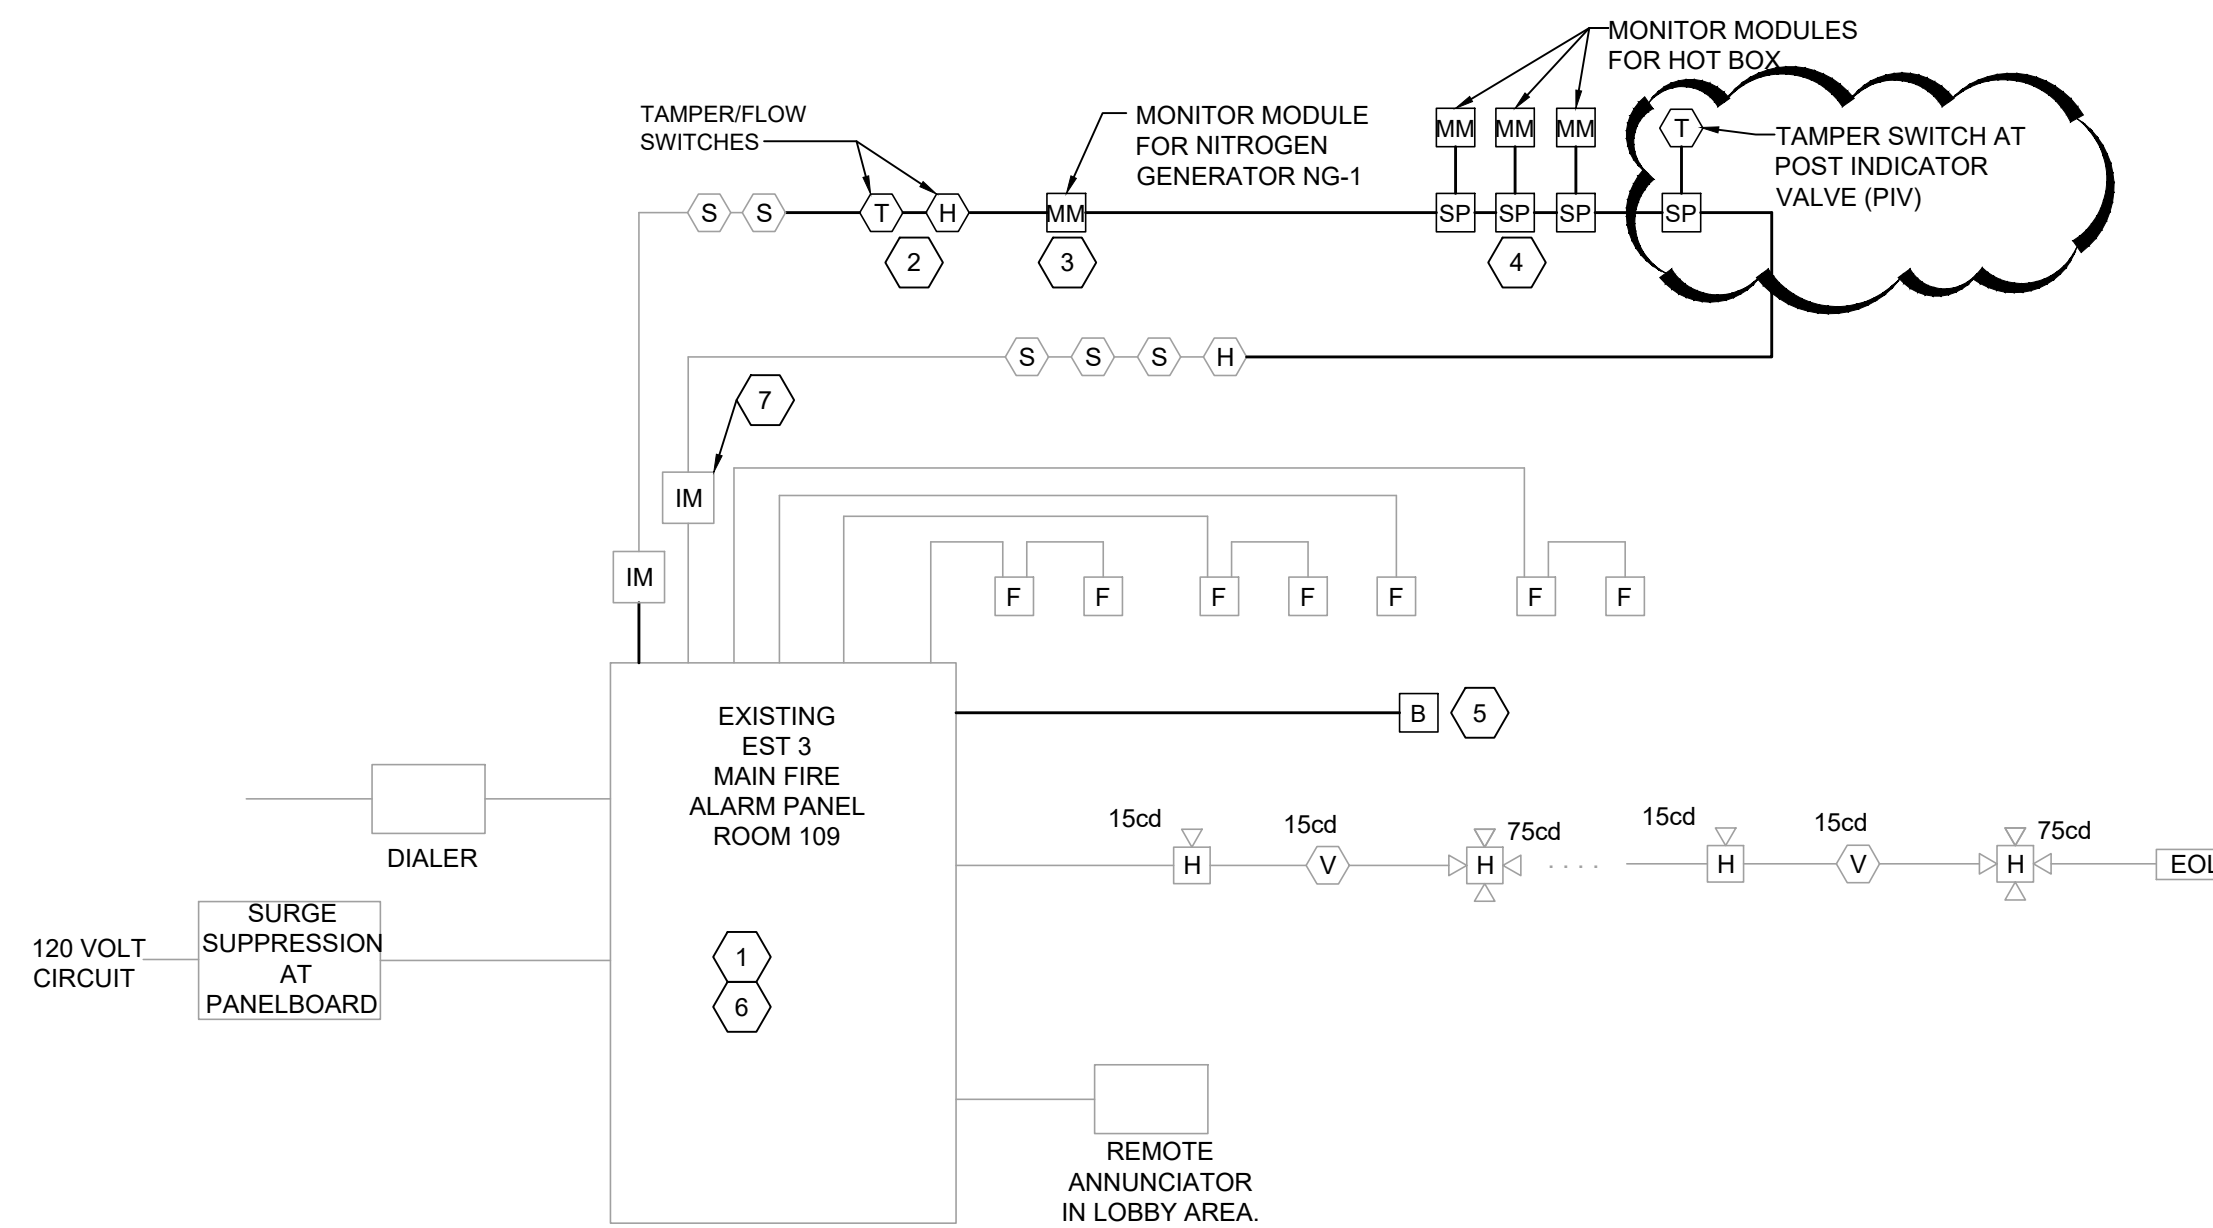 MONITOR MODULES
FOR HOT BOX
TAMPER/FLOW
SWITCHES
MONITOR MODULE
FOR NITROGEN
GENERATOR NG-1
MM MM MM
T
TAMPER SWITCH AT
POST INDICATOR
VALVE (PIV)
S S T H MM SP SP SP SP
2 3 4
S S S H
7
IM
IM
F F F F F F F
EXISTING
EST 3
MAIN FIRE
ALARM PANEL
ROOM 109
B 5
DIALER
15cd 15cd 75cd 15cd 15cd 75cd
H V H . . . . H V H EOL
120 VOLT
CIRCUIT
SURGE
SUPPRESSION
AT
PANELBOARD
1
6
REMOTE
ANNUNCIATOR
IN LOBBY AREA.